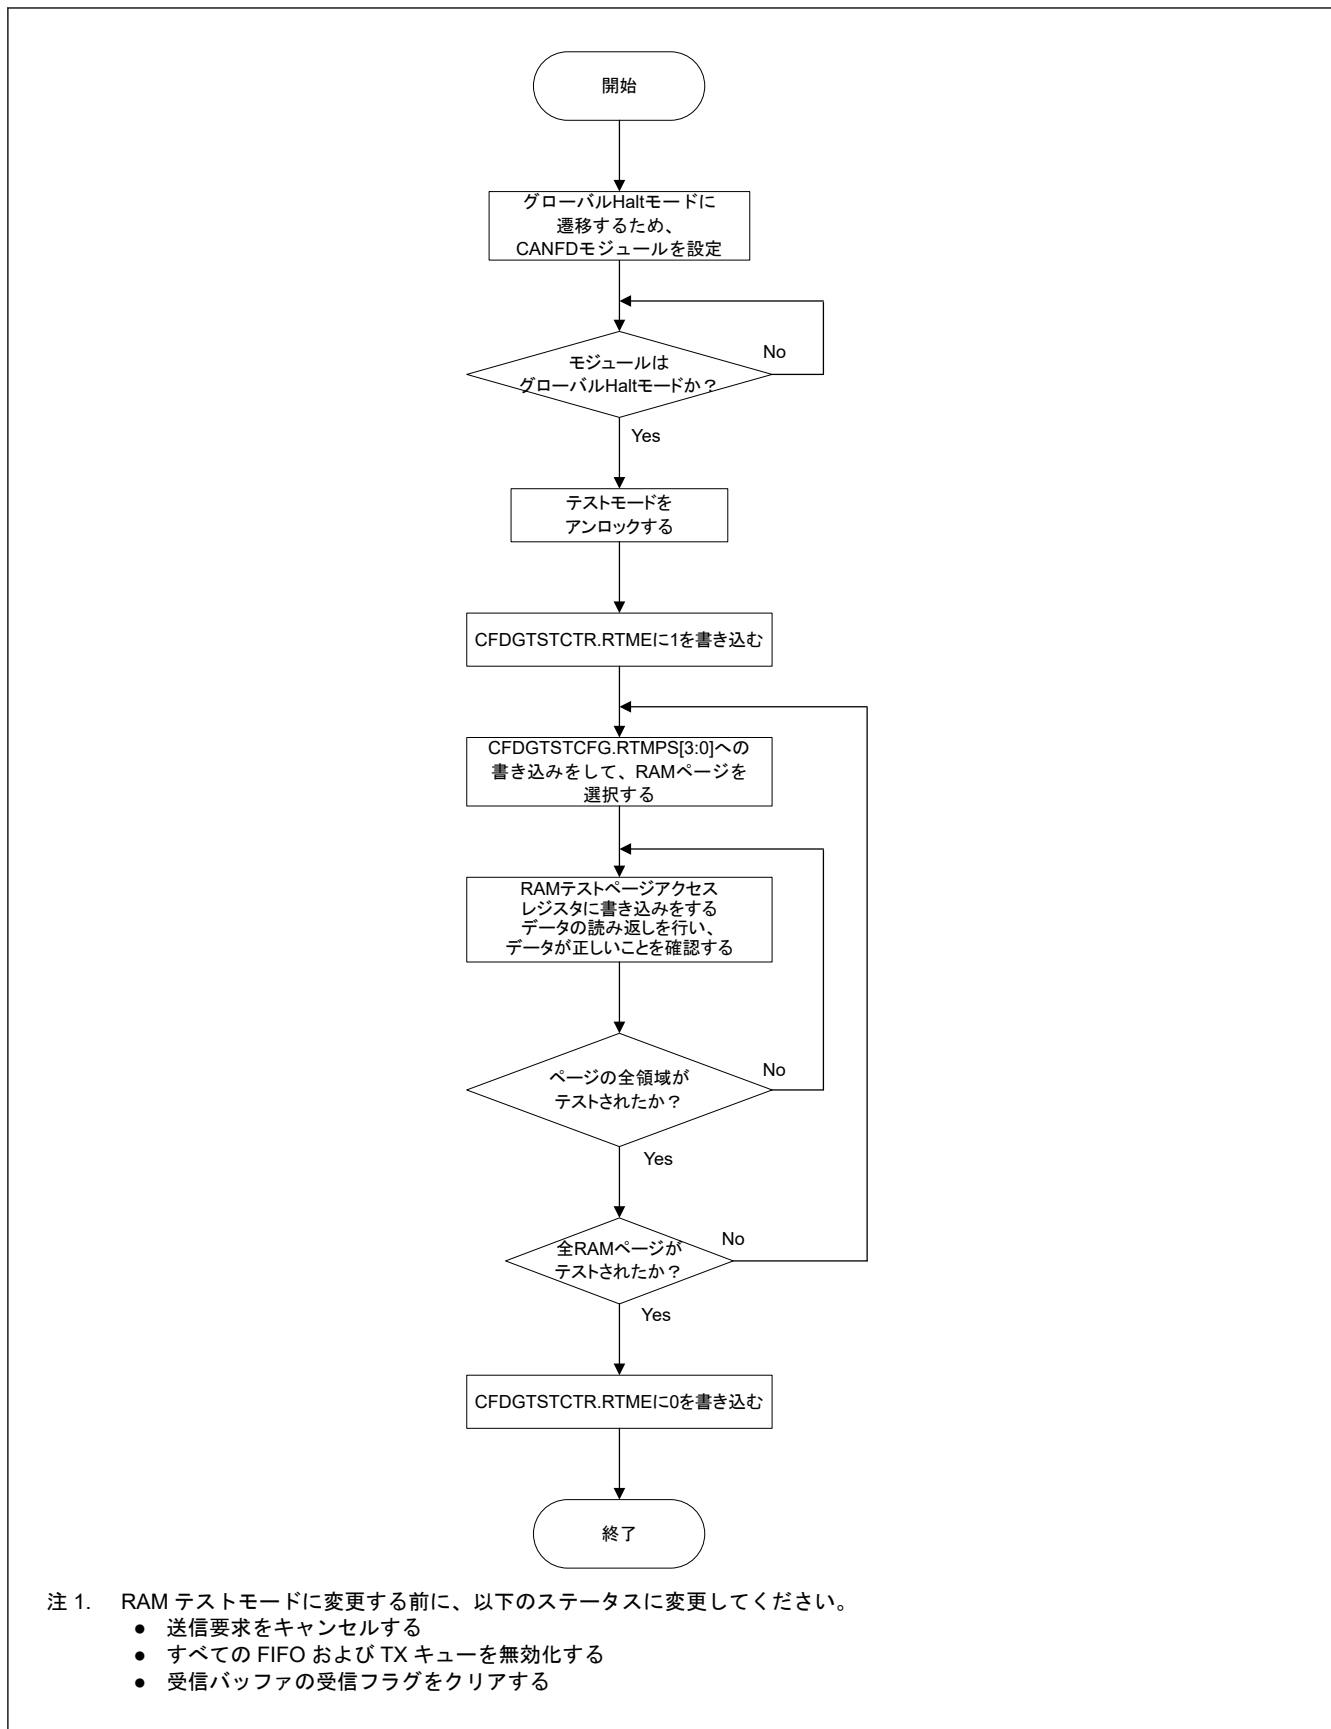 開始
グローバルHaltモードに
遷移するため、
CANFDモジュールを設定
モジュールは
グローバルHaltモードか？
No
Yes
テストモードを
アンロックする
CFDGTSTCTR.RTMEに1を書き込む
CFDGTSTCFG.RTMPS[3:0]への
書き込みをして、RAMページを
選択する
RAMテストページアクセス
レジスタに書き込みをする
データの読み返しを行い、
データが正しいことを確認する
ページの全領域が
テストされたか？
No
Yes
全RAMページが
テストされたか？
No
Yes
CFDGTSTCTR.RTMEに0を書き込む
終了
注 1. RAM テストモードに変更する前に、以下のステータスに変更してください。
● 送信要求をキャンセルする
● すべての FIFO および TX キューを無効化する
● 受信バッファの受信フラグをクリアする